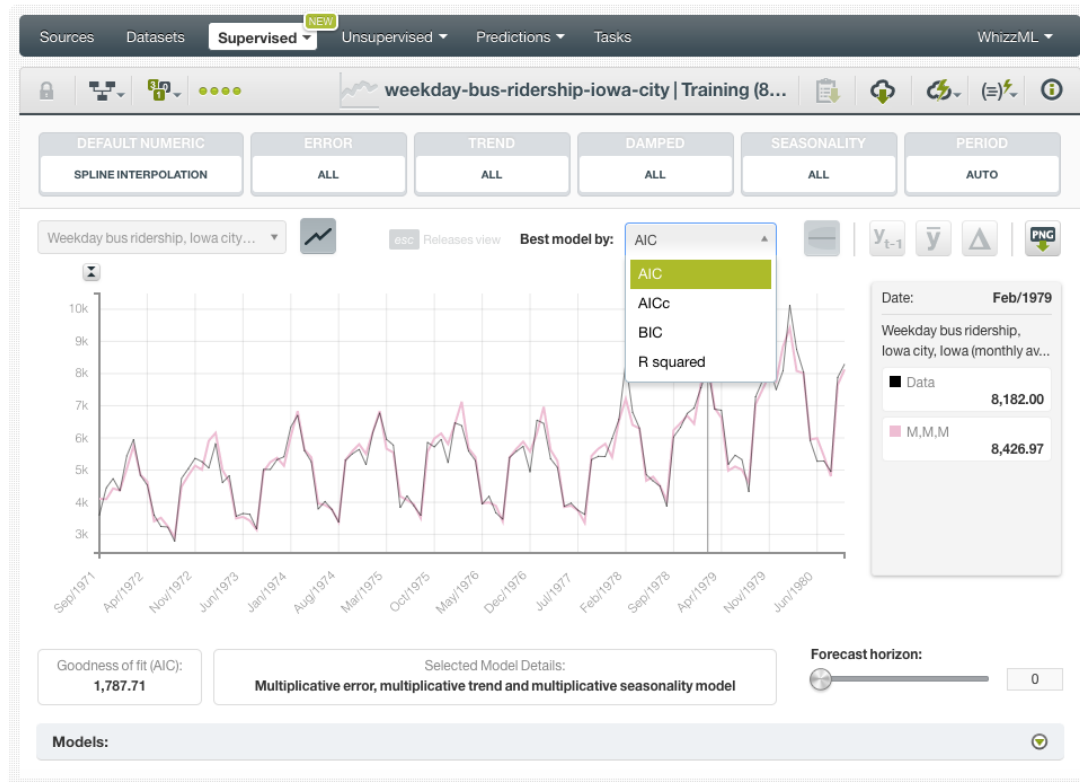 NEW
Sources Datasets Supervised Unsupervised Predictions Tasks WhizzML
weekday-bus-ridership-iowa-city | Training (8...
DEFAULT NUMERIC ERROR TREND DAMPED SEASONALITY PERIOD
SPLINE INTERPOLATION ALL ALL ALL ALL AUTO
Weekday bus ridership, Iowa city... esc Releases view Best model by: AIC yt-1 y Δ PNG
AIC
AICc
BIC
R squared
10k
9k
8k
7k
6k
5k
4k
3k
Sep/1971 Apr/1972 Nov/1972 Jun/1973 Jan/1974 Aug/1974 Mar/1975 Oct/1975 May/1976 Dec/1976 Jul/1977 Feb/1978 Sep/1978 Apr/1979 Nov/1979 Jun/1980
Date: Feb/1979
Weekday bus ridership,
Iowa city, Iowa (monthly av...
Data
8,182.00
M,M,M
8,426.97
Goodness of fit (AIC):
1,787.71
Selected Model Details:
Multiplicative error, multiplicative trend and multiplicative seasonality model
Forecast horizon:
0
Models: